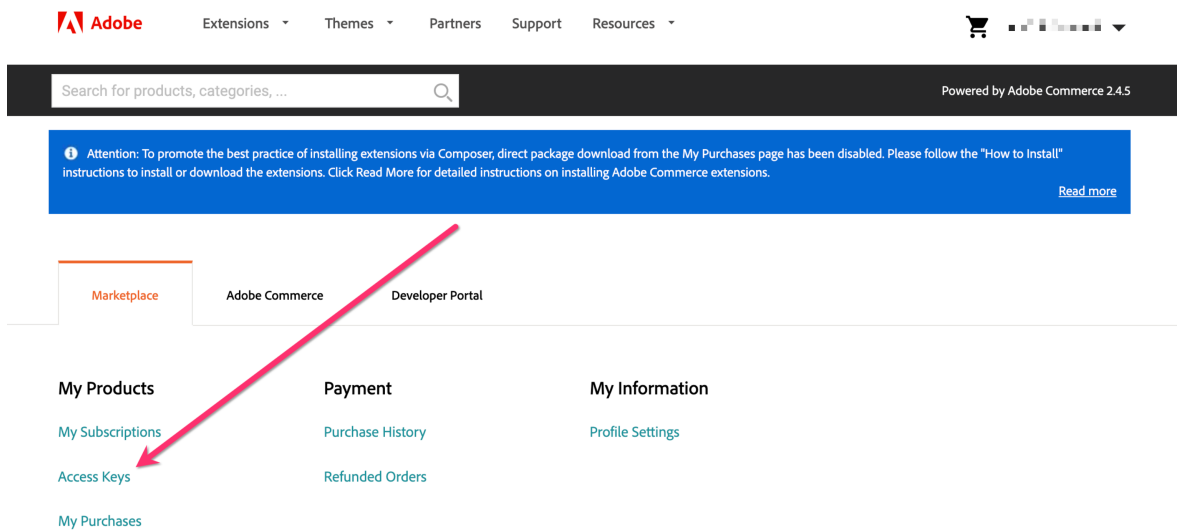 Adobe
Extensions
Themes
Partners
Support
Resources
Search for products, categories, ...
Powered by Adobe Commerce 2.4.5
Attention: To promote the best practice of installing extensions via Composer, direct package download from the My Purchases page has been disabled. Please follow the "How to Install"
instructions to install or download the extensions. Click Read More for detailed instructions on installing Adobe Commerce extensions.
Read more
Marketplace
Adobe Commerce
Developer Portal
My Products
My Subscriptions
Access Keys
My Purchases
Payment
Purchase History
Refunded Orders
My Information
Profile Settings